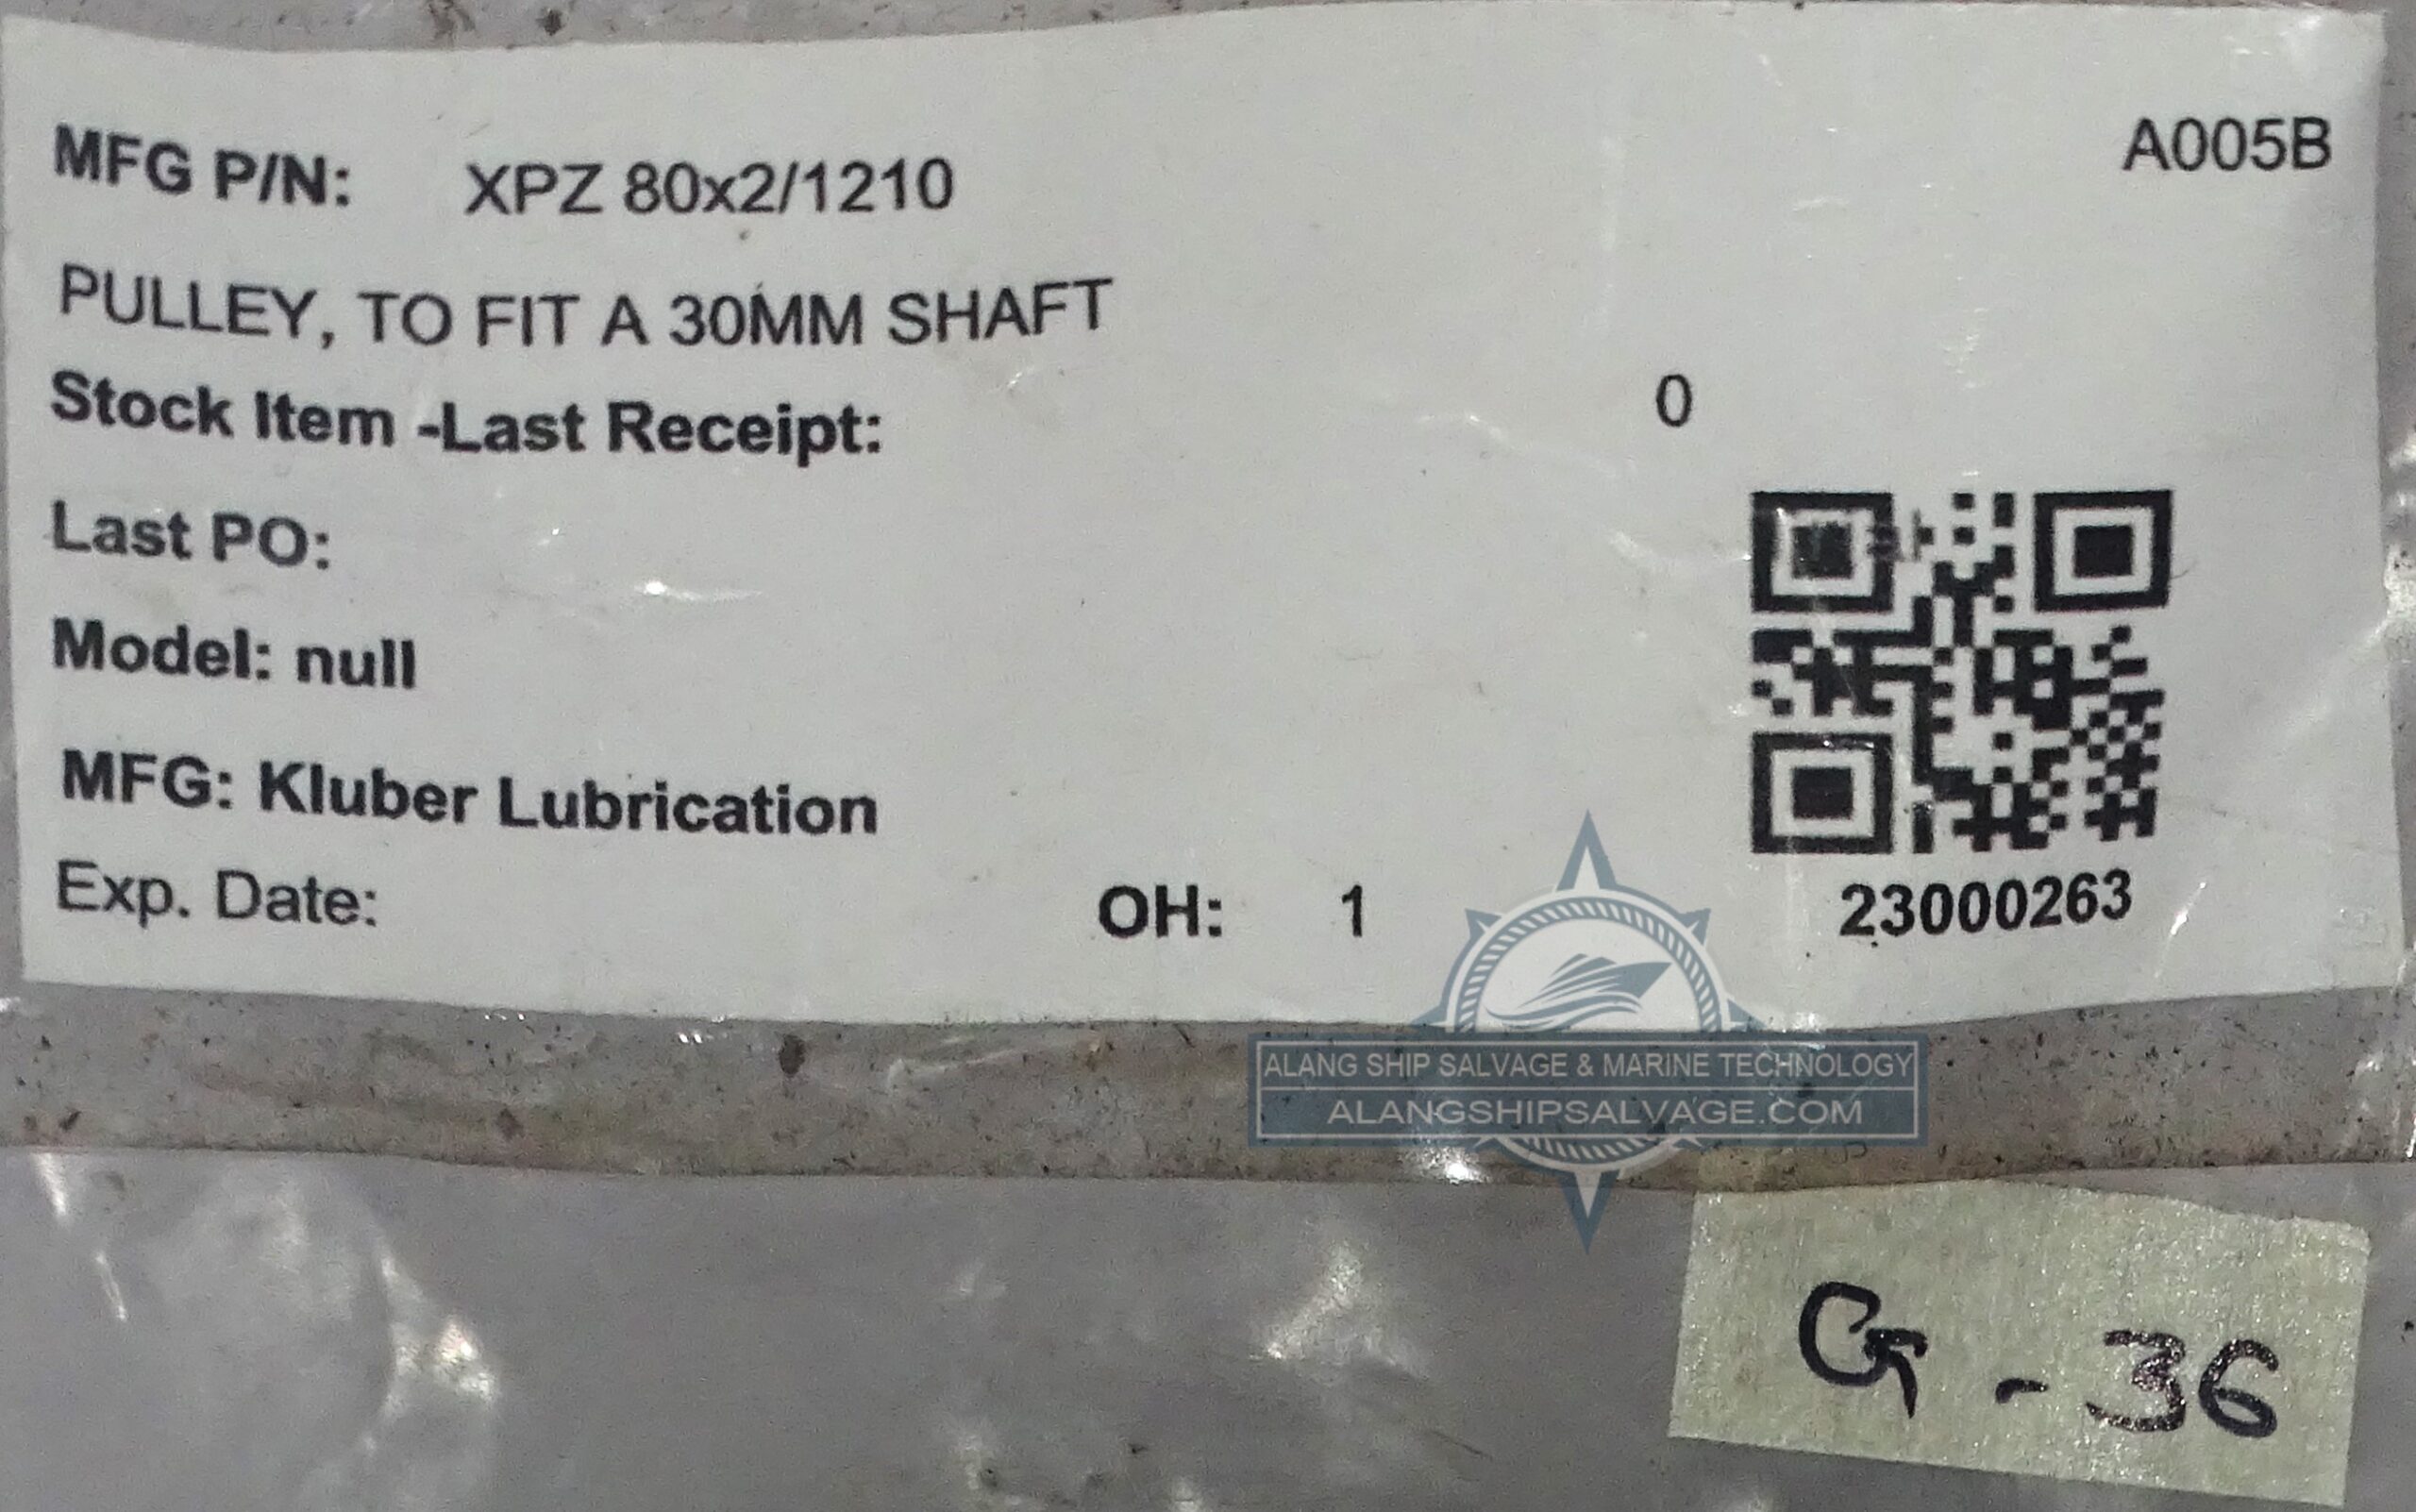 A005B
MFG P/N: XPZ 80x2/1210
PULLEY, TO FIT A 30MM SHAFT
0
Stock Item -Last Receipt:
Last PO:
Model: null
MFG: Kluber Lubrication
Exp. Date: OH: 1
23000263
ALANG SHIP SALVAGE & MARINE TECHNOLOGY
ALANGSHIPSALVAGE.COM
G - 36